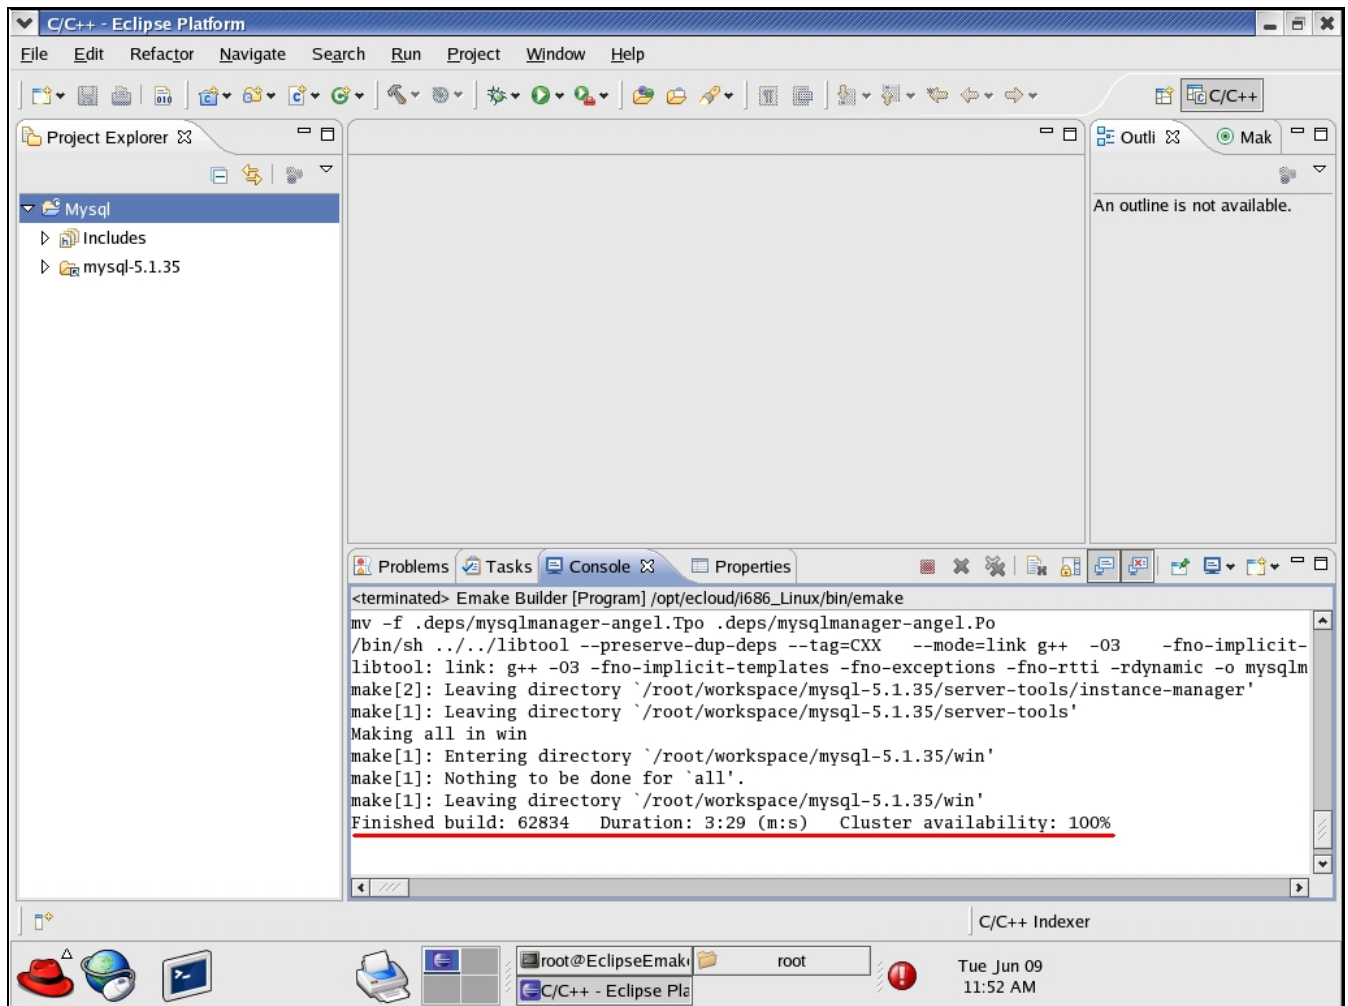 C/C++ - Eclipse Platform
File Edit Refactor Navigate Search Run Project Window Help
010
C/C++
Project Explorer
Outli Mak
An outline is not available.
Mysql
Includes
mysql-5.1.35
Problems Tasks Console Properties
<terminated> Emake Builder [Program] /opt/ecloud/i686_Linux/bin/emake
mv -f .deps/mysqlmanager-angel.Tpo .deps/mysqlmanager-angel.Po
/bin/sh ../../libtool --preserve-dup-deps --tag=CXX --mode=link g++ -O3 -fno-implicit-
libtool: link: g++ -O3 -fno-implicit-templates -fno-exceptions -fno-rtti -rdynamic -o mysqlm
make[2]: Leaving directory `/root/workspace/mysql-5.1.35/server-tools/instance-manager'
make[1]: Leaving directory `/root/workspace/mysql-5.1.35/server-tools'
Making all in win
make[1]: Entering directory `/root/workspace/mysql-5.1.35/win'
make[1]: Nothing to be done for `all'.
make[1]: Leaving directory `/root/workspace/mysql-5.1.35/win'
Finished build: 62834 Duration: 3:29 (m:s) Cluster availability: 100%
C/C++ Indexer
root@EclipseEmak
root
C/C++ - Eclipse Pla
Tue Jun 09
11:52 AM